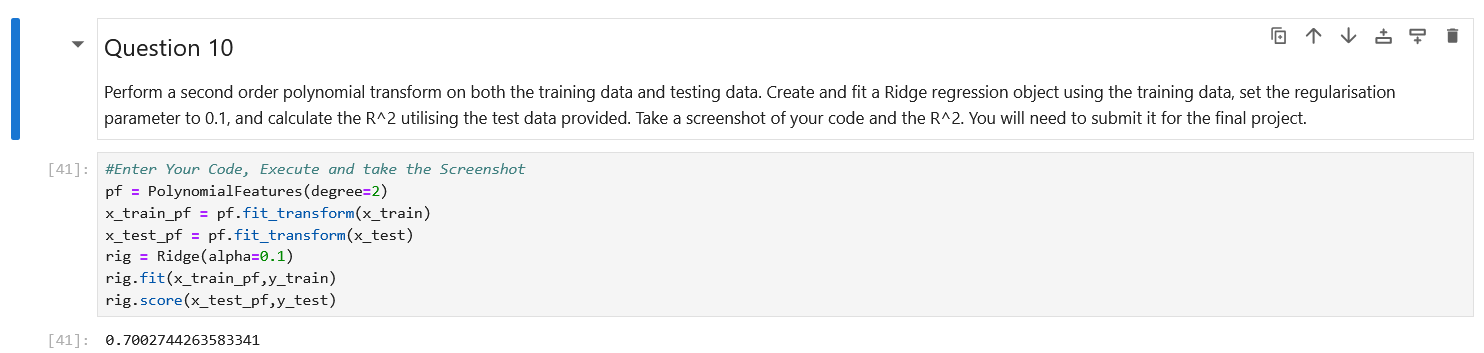 Question 10
Perform a second order polynomial transform on both the training data and testing data. Create and fit a Ridge regression object using the training data, set the regularisation
parameter to 0.1, and calculate the R^2 utilising the test data provided. Take a screenshot of your code and the R^2. You will need to submit it for the final project.
[41]: #Enter Your Code, Execute and take the Screenshot
pf = PolynomialFeatures(degree=2)
x_train_pf = pf.fit_transform(x_train)
x_test_pf = pf.fit_transform(x_test)
rig = Ridge(alpha=0.1)
rig.fit(x_train_pf,y_train)
rig.score(x_test_pf,y_test)
[41]: 0.7002744263583341